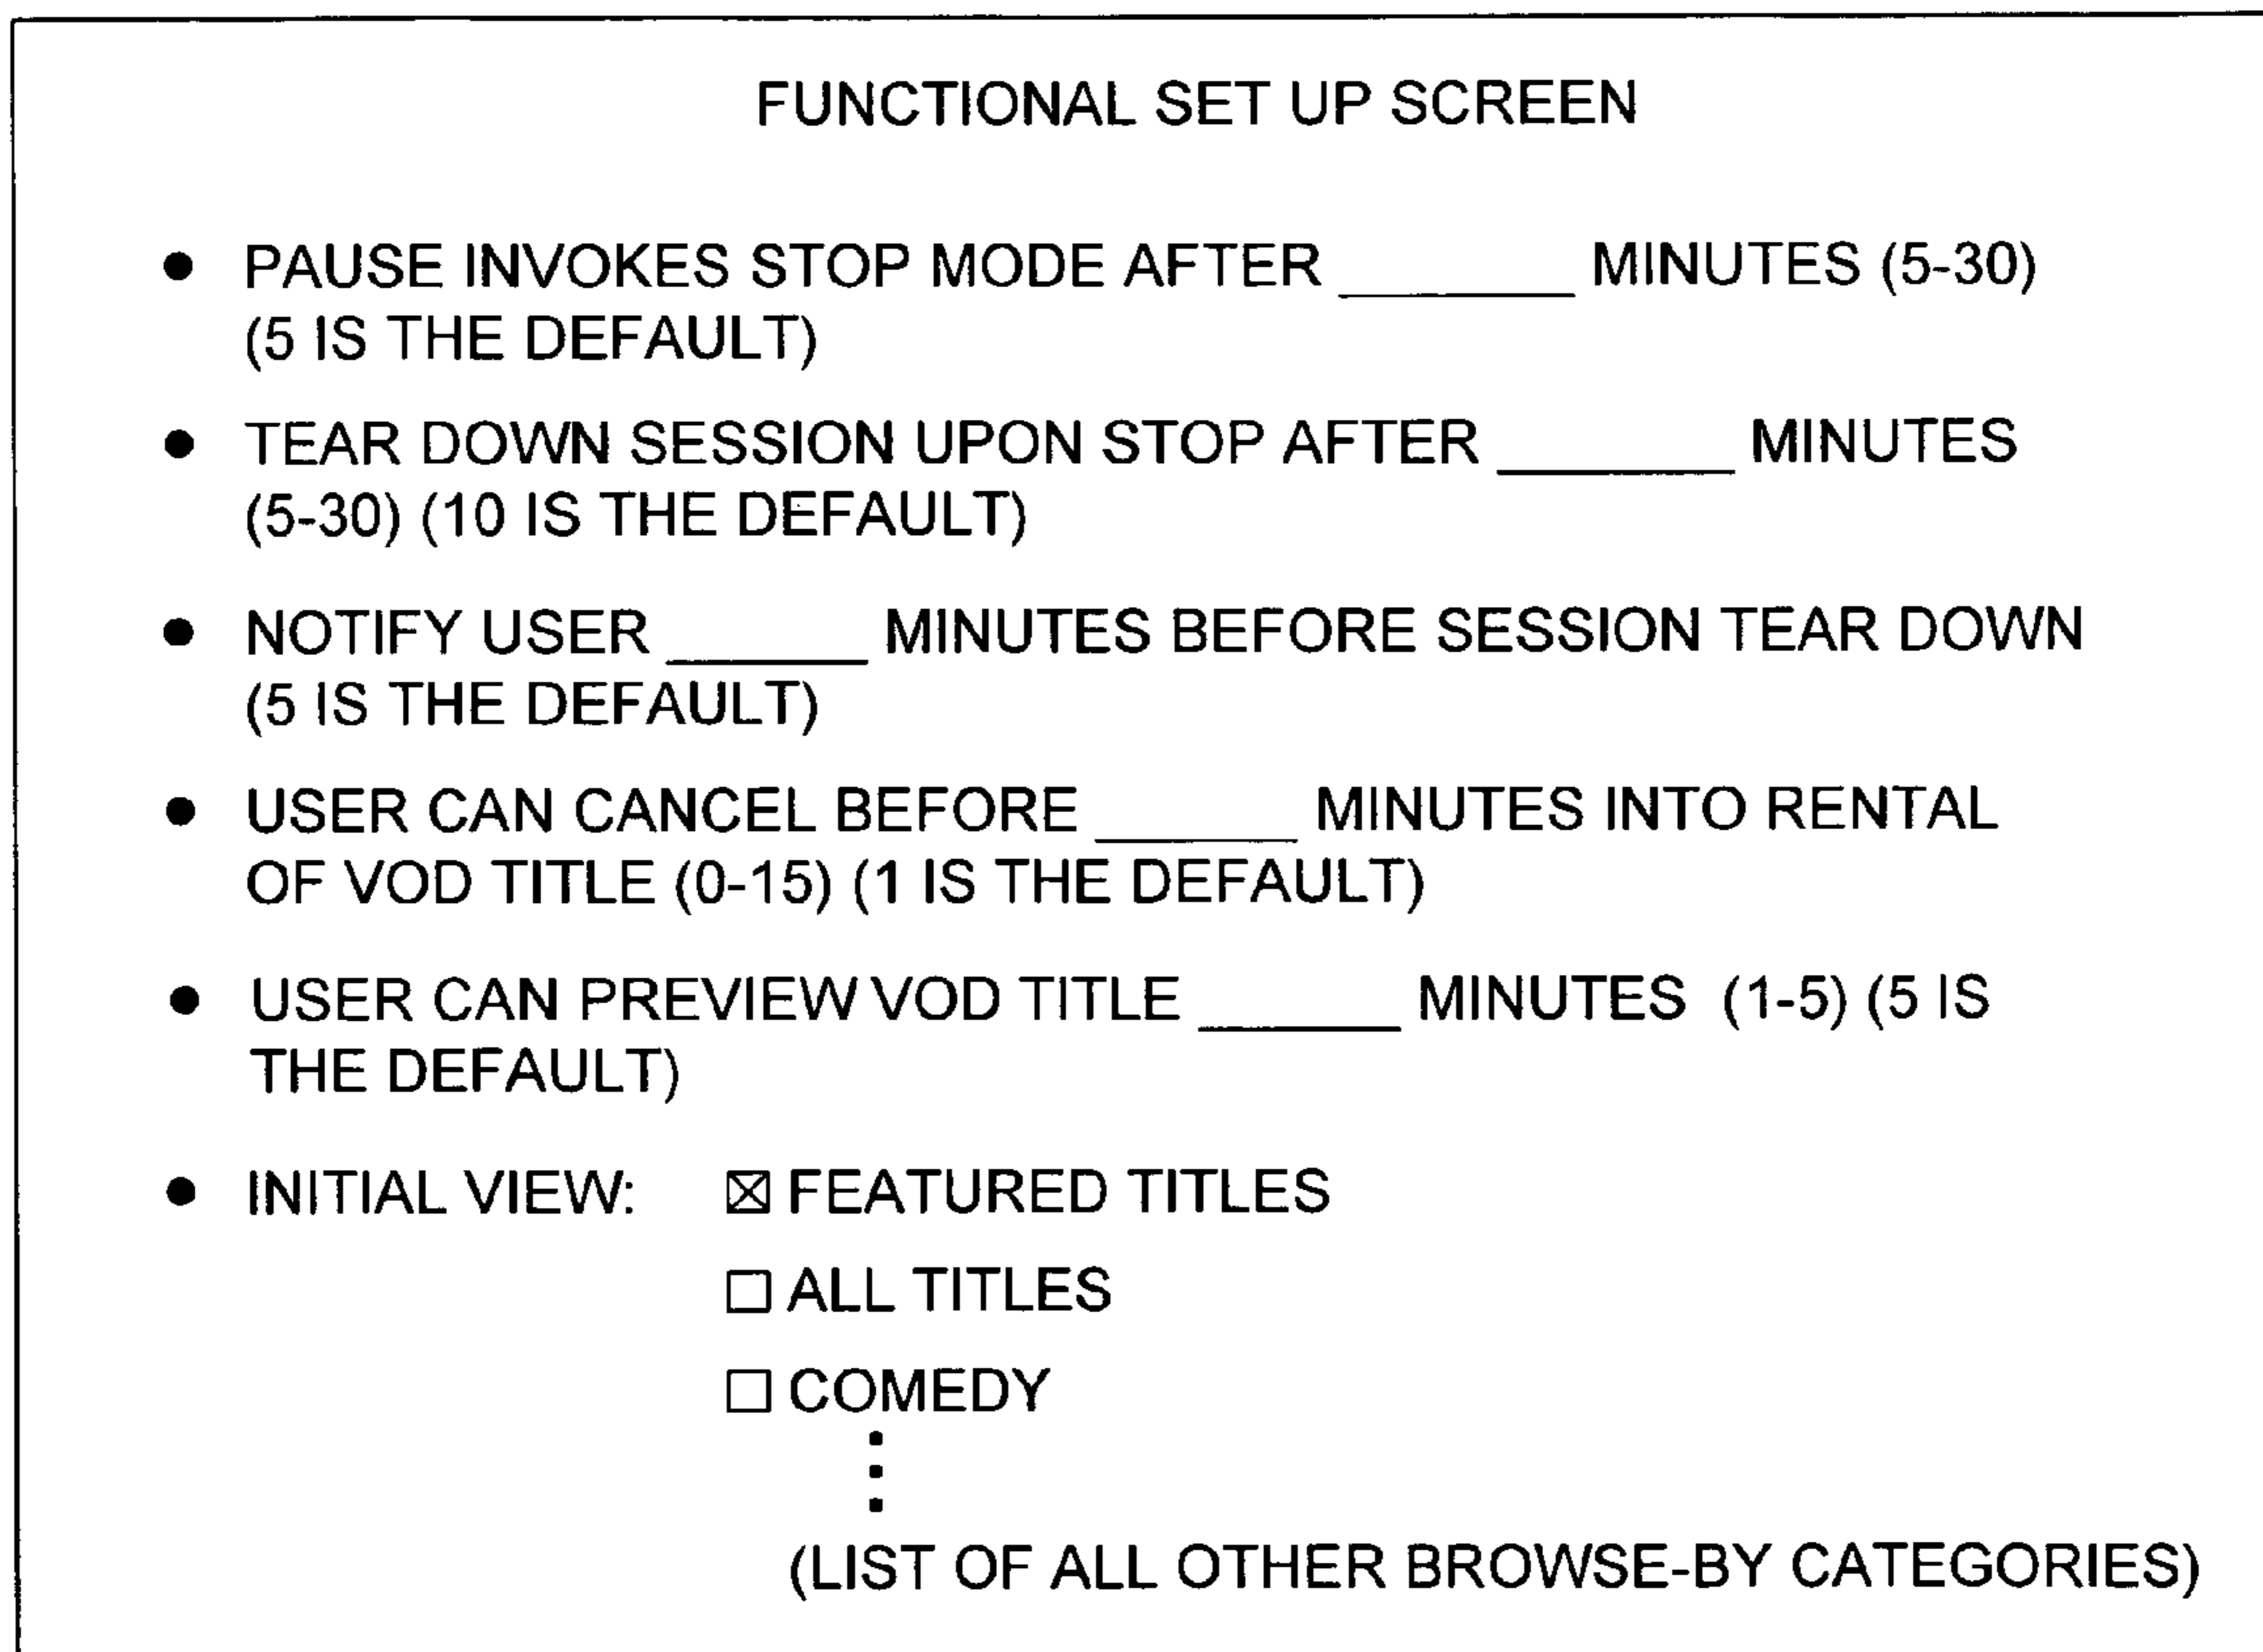 FUNCTIONAL SET UP SCREEN
• PAUSE INVOKES STOP MODE AFTER ________ MINUTES (5-30)
(5 IS THE DEFAULT)
• TEAR DOWN SESSION UPON STOP AFTER ________ MINUTES
(5-30) (10 IS THE DEFAULT)
• NOTIFY USER _______ MINUTES BEFORE SESSION TEAR DOWN
(5 IS THE DEFAULT)
• USER CAN CANCEL BEFORE _______ MINUTES INTO RENTAL
OF VOD TITLE (0-15) (1 IS THE DEFAULT)
• USER CAN PREVIEW VOD TITLE _______ MINUTES (1-5) (5 IS
THE DEFAULT)
• INITIAL VIEW: ☒ FEATURED TITLES
☐ ALL TITLES
☐ COMEDY
(LIST OF ALL OTHER BROWSE-BY CATEGORIES)